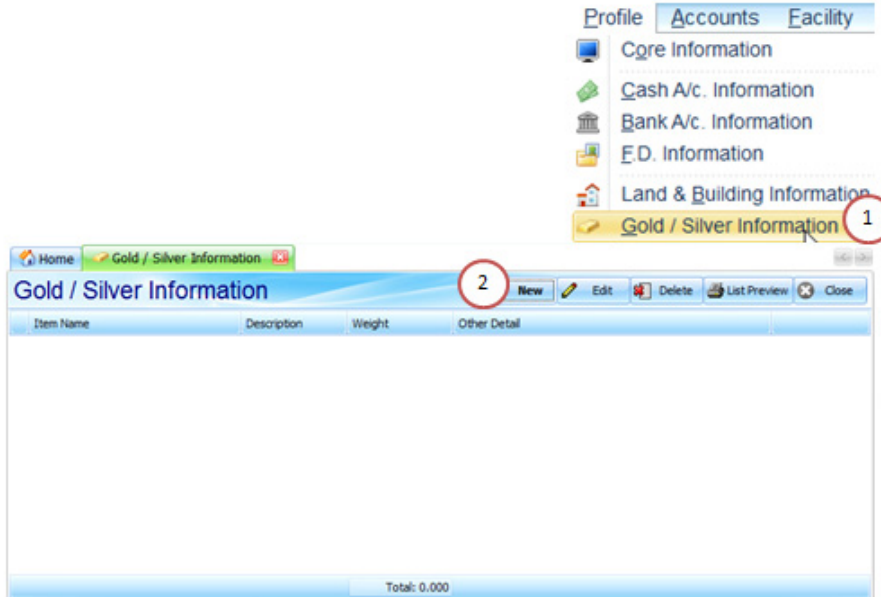 Profile Accounts Facility
Core Information
Cash A/c. Information
Bank A/c. Information
F.D. Information
Land & Building Information
Gold / Silver Information 1
Home Gold / Silver Information
Gold / Silver Information 2 New Edit Delete List Preview Close
Item Name Description Weight Other Detail
Total: 0.000